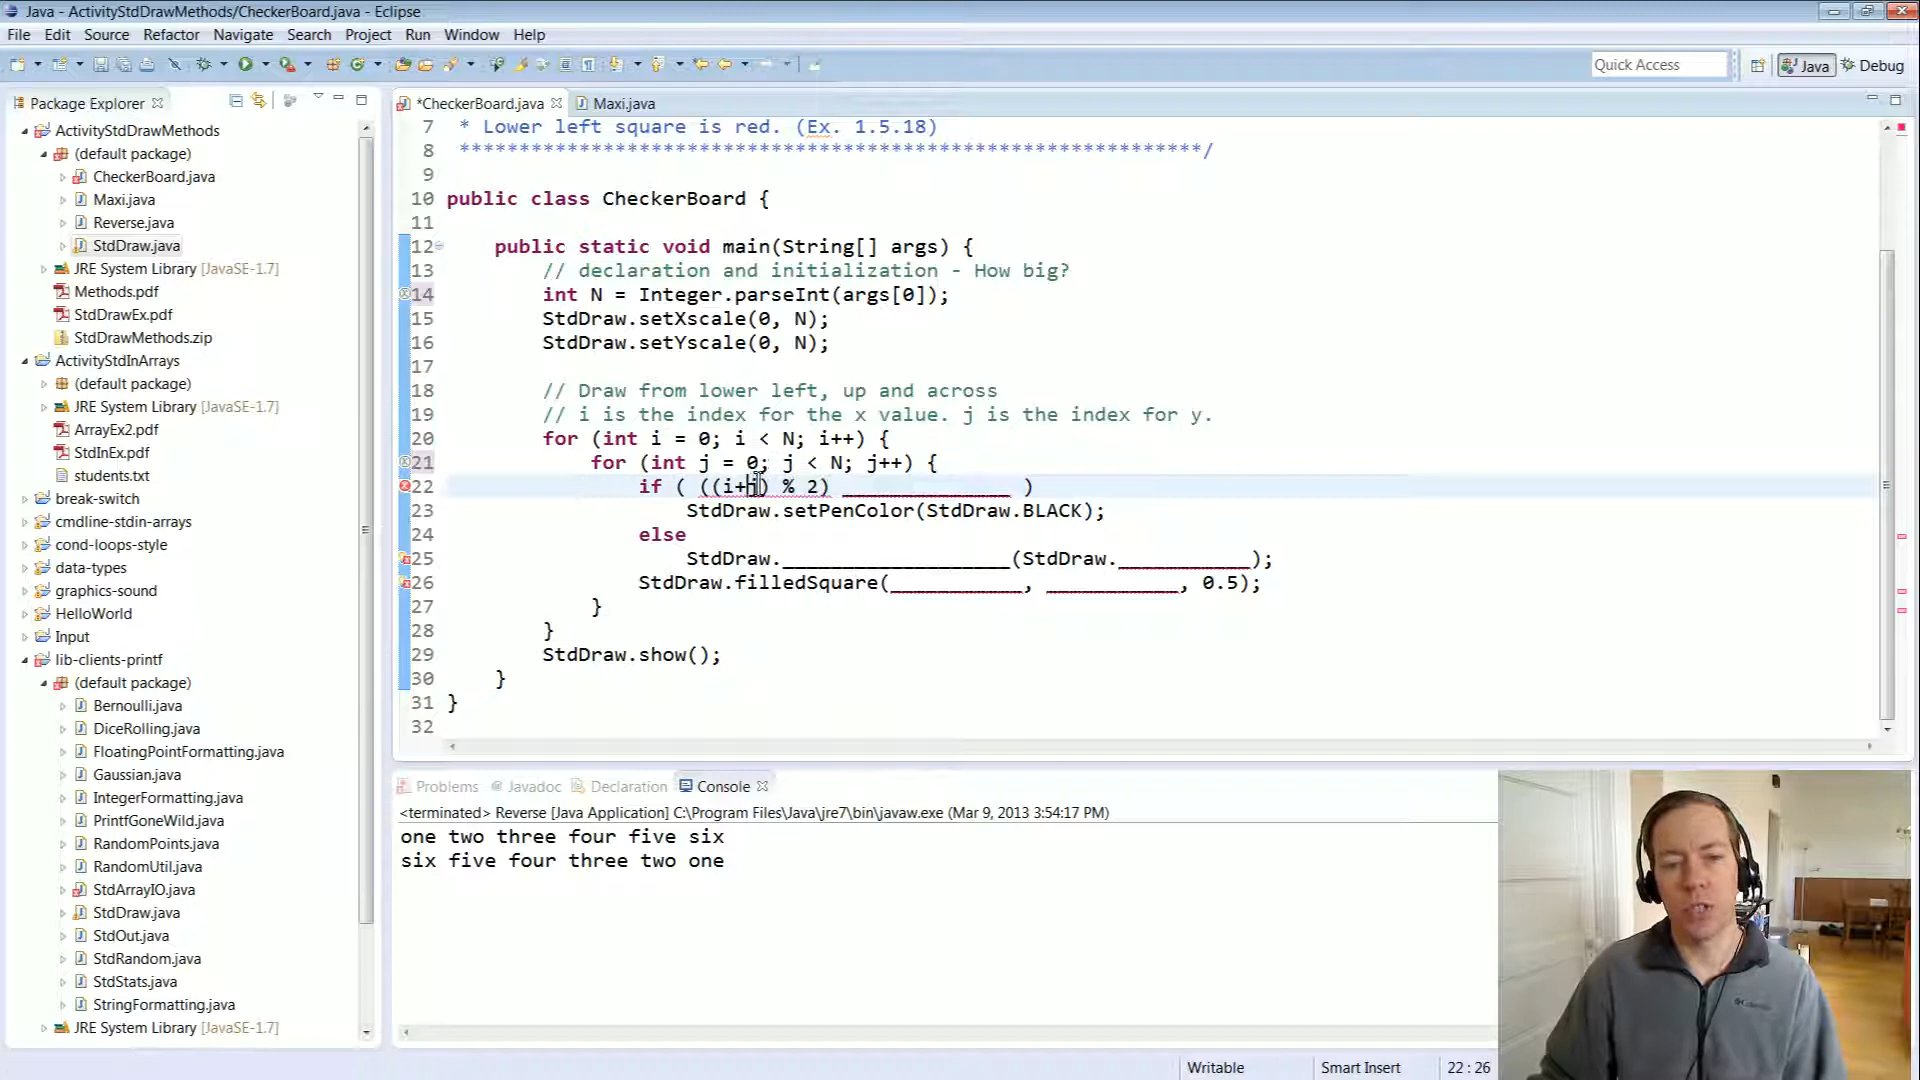 Java - ActivityStdDrawMethods/CheckerBoard.java - Eclipse
File Edit Source Refactor Navigate Search Project Run Window Help
Quick Access
Java
Debug
Package Explorer
ActivityStdDrawMethods
(default package)
CheckerBoard.java
Maxi.java
Reverse.java
StdDraw.java
JRE System Library [JavaSE-1.7]
Methods.pdf
StdDrawEx.pdf
StdDrawMethods.zip
ActivityStdInArrays
(default package)
JRE System Library [JavaSE-1.7]
ArrayEx2.pdf
StdInEx.pdf
students.txt
break-switch
cmdline-stdin-arrays
cond-loops-style
data-types
graphics-sound
HelloWorld
Input
lib-clients-printf
(default package)
Bernoulli.java
DiceRolling.java
FloatingPointFormatting.java
Gaussian.java
IntegerFormatting.java
PrintfGoneWild.java
RandomPoints.java
RandomUtil.java
StdArrayIO.java
StdDraw.java
StdOut.java
StdRandom.java
StdStats.java
StringFormatting.java
JRE System Library [JavaSE-1.7]
*CheckerBoard.java Maxi.java
7 * Lower left square is red. (Ex. 1.5.18)
8 *************************************************************/
9
10 public class CheckerBoard {
11
12 public static void main(String[] args) {
13 // declaration and initialization - How big?
14 int N = Integer.parseInt(args[0]);
15 StdDraw.setXscale(0, N);
16 StdDraw.setYscale(0, N);
17
18 // Draw from lower left, up and across
19 // i is the index for the x value. j is the index for y.
20 for (int i = 0; i < N; i++) {
21 for (int j = 0; j < N; j++) {
22 if ( ((i+j) % 2) ______________ )
23 StdDraw.setPenColor(StdDraw.BLACK);
24 else
25 StdDraw.___________________(StdDraw.___________);
26 StdDraw.filledSquare(___________, ___________, 0.5);
27 }
28 }
29 StdDraw.show();
30 }
31 }
32
Problems Javadoc Declaration Console
<terminated> Reverse [Java Application] C:\Program Files\Java\jre7\bin\javaw.exe (Mar 9, 2013 3:54:17 PM)
one two three four five six
six five four three two one
Writable Smart Insert 22 : 26